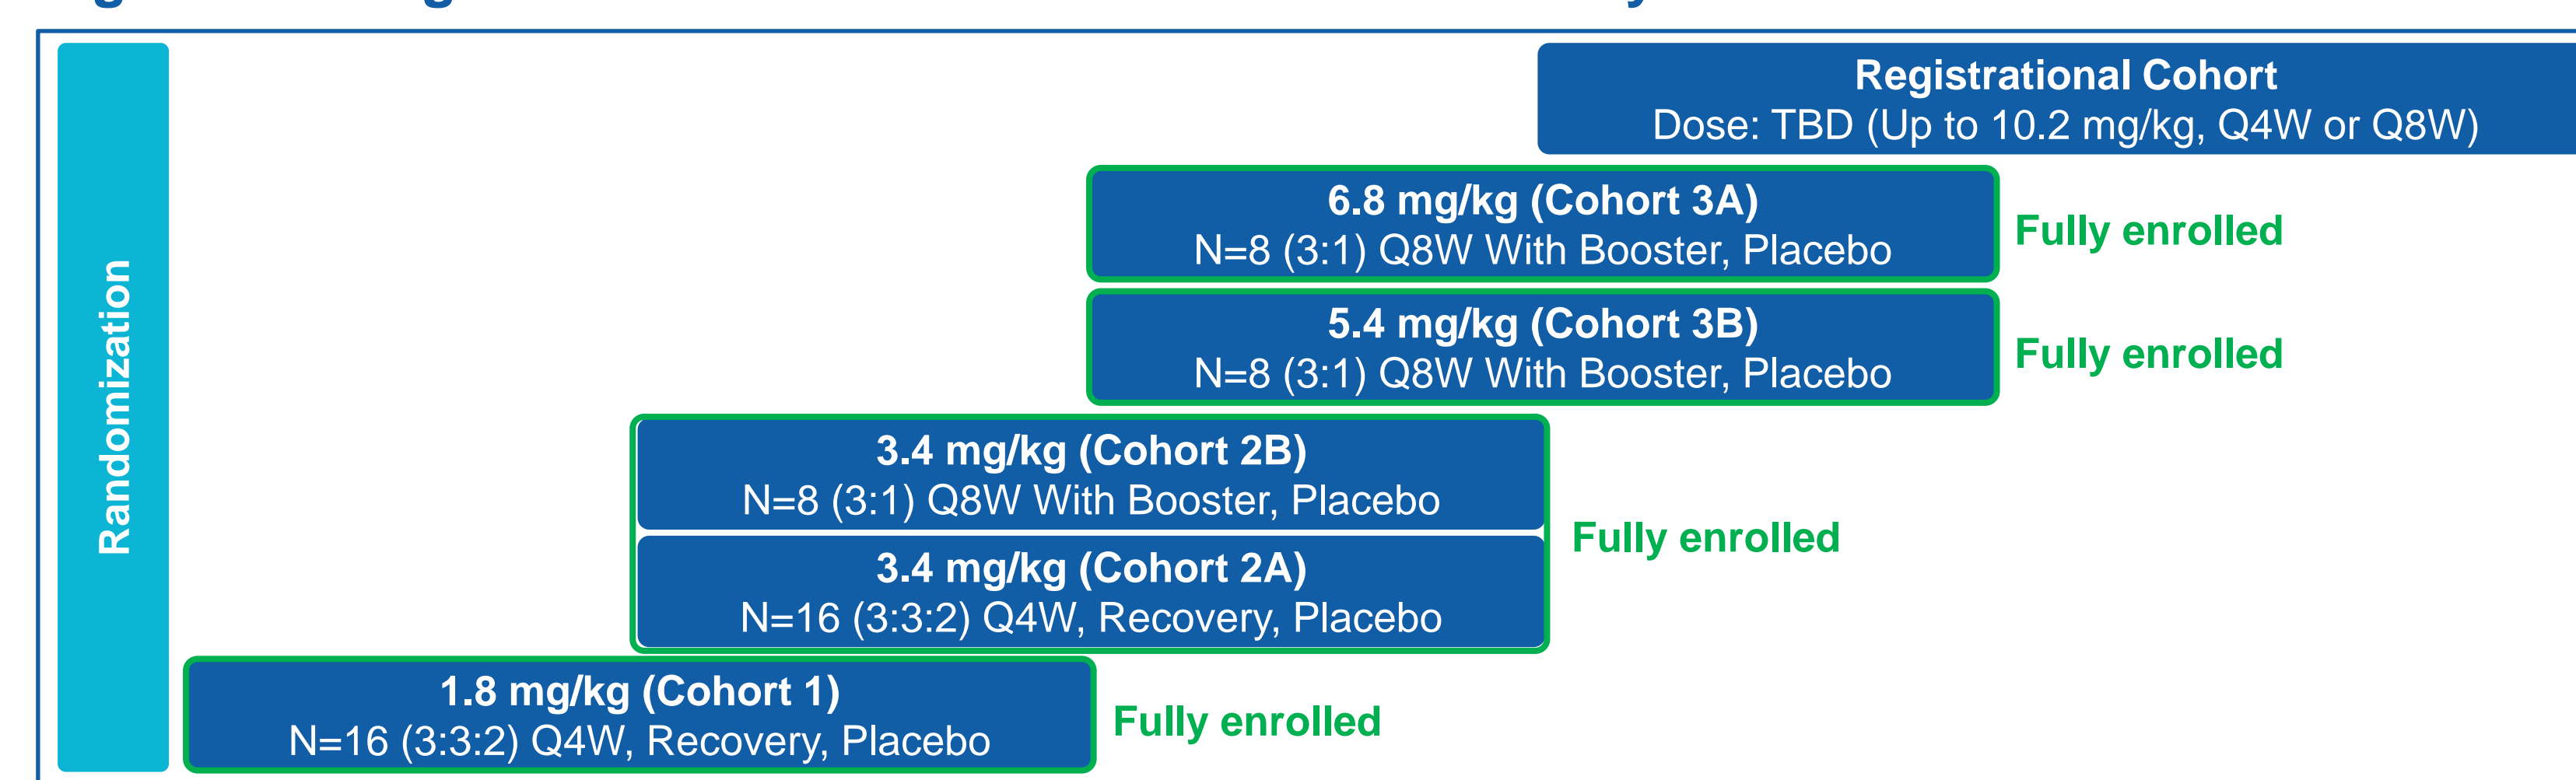 Randomization
Registrational Cohort
Dose: TBD (Up to 10.2 mg/kg, Q4W or Q8W)
6.8 mg/kg (Cohort 3A)
N=8 (3:1) Q8W With Booster, Placebo
Fully enrolled
5.4 mg/kg (Cohort 3B)
N=8 (3:1) Q8W With Booster, Placebo
Fully enrolled
3.4 mg/kg (Cohort 2B)
N=8 (3:1) Q8W With Booster, Placebo
Fully enrolled
3.4 mg/kg (Cohort 2A)
N=16 (3:3:2) Q4W, Recovery, Placebo
1.8 mg/kg (Cohort 1)
N=16 (3:3:2) Q4W, Recovery, Placebo
Fully enrolled